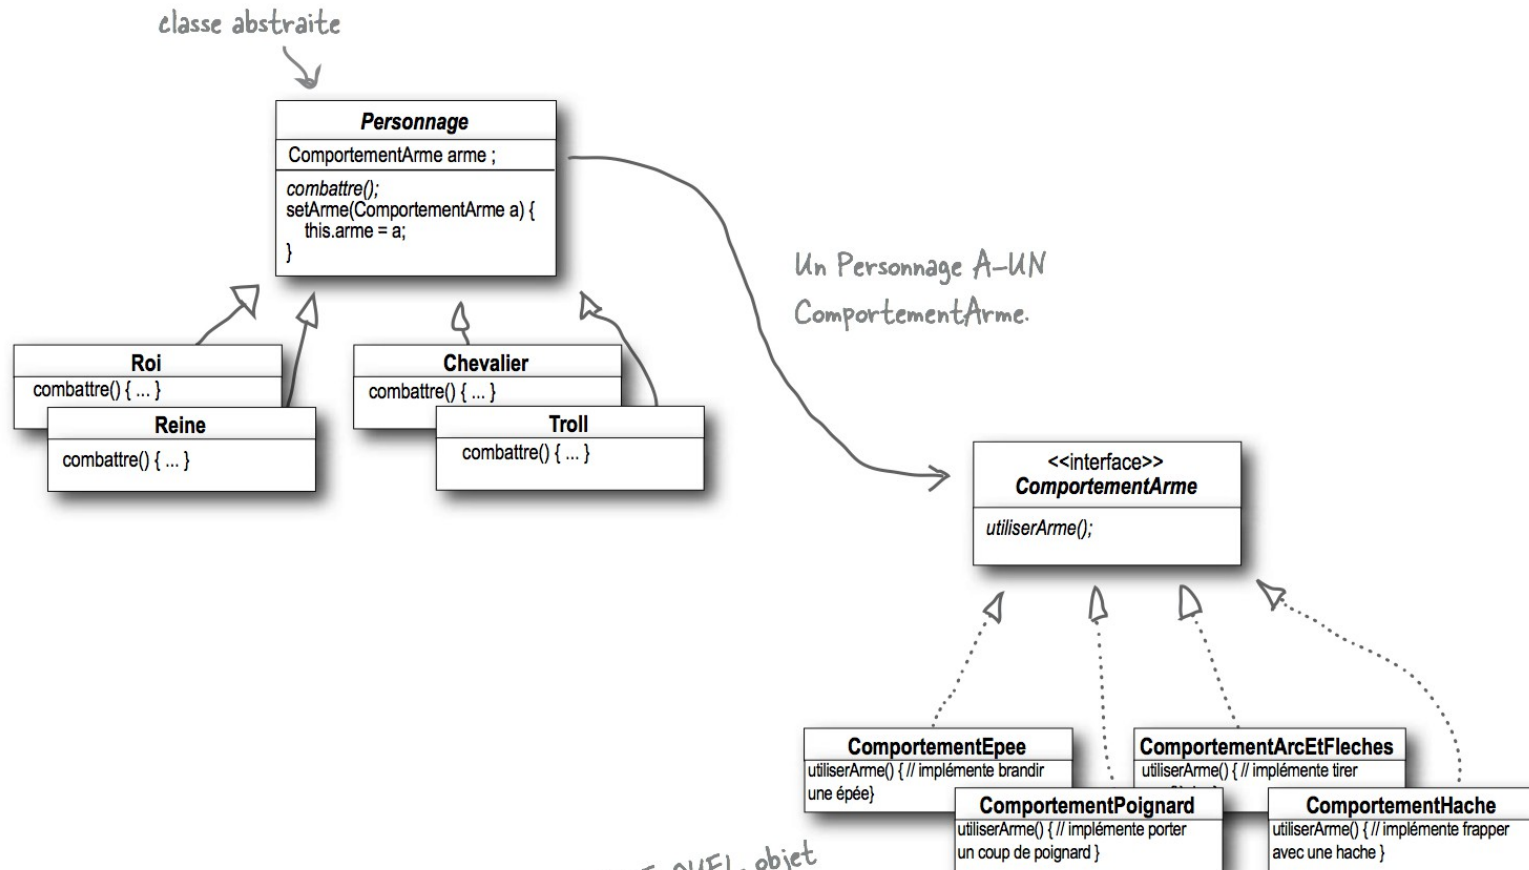 classe abstraite
Personnage
ComportementArme arme ;
combattre();
setArme(ComportementArme a) {
this.arme = a;
}
Un Personnage A-UN
ComportementArme.
Roi
combattre() { ... }
Reine
combattre() { ... }
Chevalier
combattre() { ... }
Troll
combattre() { ... }
<<interface>>
ComportementArme
utiliserArme();
ComportementEpee
utiliserArme() { // implémente brandir
une épée}
ComportementArcEtFleches
utiliserArme() { // implémente tirer
ComportementPoignard
utiliserArme() { // implémente porter
un coup de poignard }
ComportementHache
utiliserArme() { // implémente frapper
avec une hache }
QUEL objet